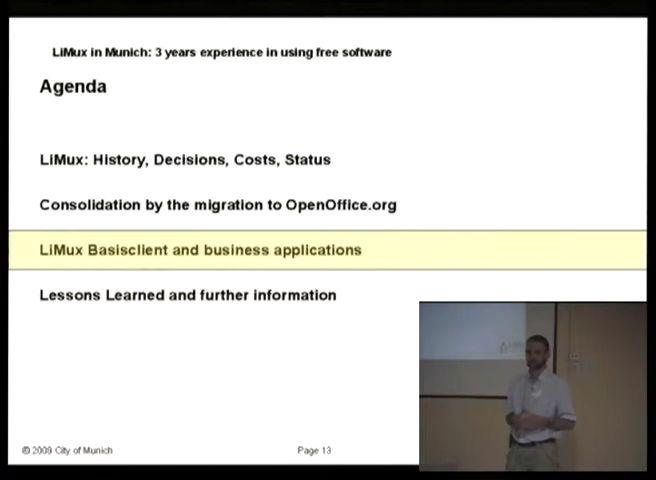 LiMux in Munich: 3 years experience in using free software
Agenda
LiMux: History, Decisions, Costs, Status
Consolidation by the migration to OpenOffice.org
LiMux Basisclient and business applications
Lessons Learned and further information
© 2009 City of Munich
Page 13